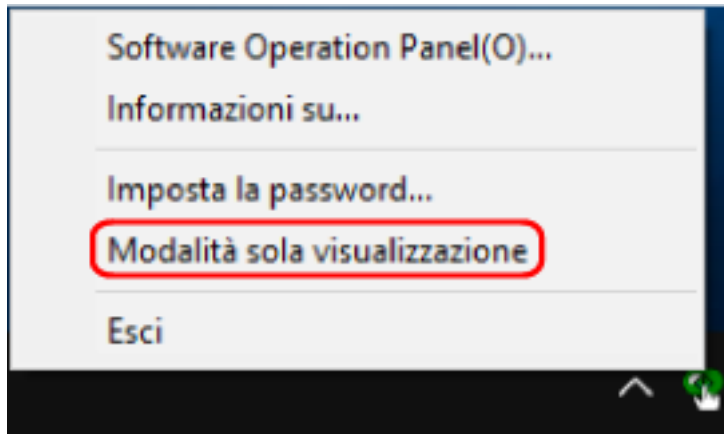 Software Operation Panel(O)...
Informazioni su...
Imposta la password...
Modalità sola visualizzazione
Esci